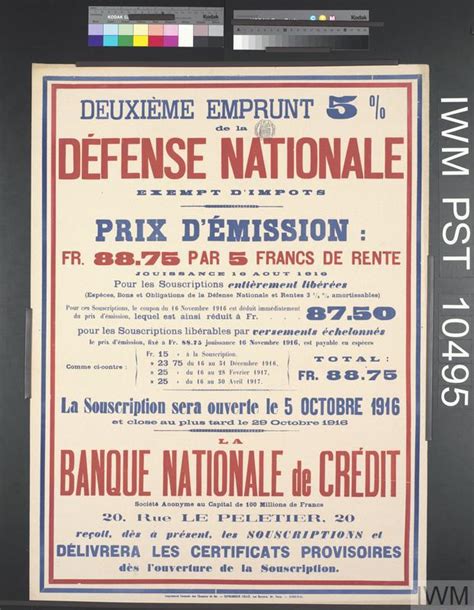 Kodak
Kodak
DEUXIÈME EMPRUNT 5 %
de la
DÉFENSE NATIONALE
EXEMPT D'IMPOTS
PRIX D'ÉMISSION :
FR. 88.75 PAR 5 FRANCS DE RENTE
JOUISSANCE 16 AOUT 1916
Pour les Souscriptions entièrement libérées
(Espèces, Bons et Obligations de la Défense Nationale et Rentes 3 ½ % amortissables)
Pour ces Souscriptions, le coupon du 16 Novembre 1916 est déduit immédiatement
du prix d'émission, lequel est ainsi réduit à Fr. 87.50
pour les Souscriptions libérables par versements échelonnés
le prix d'émission, fixé à Fr. 88.75 jouissance 16 Novembre 1916, est payable en espèces
Comme ci-contre :
Fr. 15 » à la Souscription.
» 23 75 du 16 au 31 Décembre 1916,
» 25 » du 16 au 28 Février 1917,
» 25 » du 16 au 30 Avril 1917.
TOTAL :
FR. 88.75
La Souscription sera ouverte le 5 OCTOBRE 1916
et close au plus tard le 29 Octobre 1916
LA
BANQUE NATIONALE de CRÉDIT
Société Anonyme au Capital de 100 Millions de Francs
20, Rue LE PELETIER, 20
reçoit, dès à présent, les SOUSCRIPTIONS et
DÉLIVRERA LES CERTIFICATS PROVISOIRES
dès l'ouverture de la Souscription.
IWM PST 10495
IWM